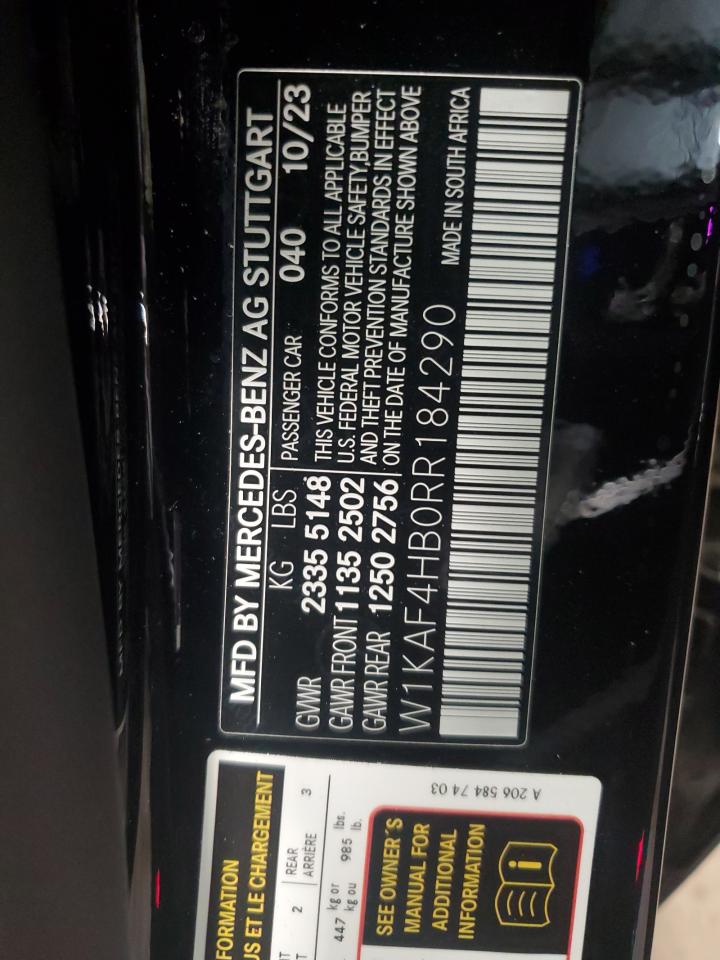 MFD BY MERCEDES-BENZ AG STUTTGART
KG LBS PASSENGER CAR 040 10/23
GVWR 2335 5148
GAWR FRONT 1135 2502
GAWR REAR 1250 2756
THIS VEHICLE CONFORMS TO ALL APPLICABLE
U.S. FEDERAL MOTOR VEHICLE SAFETY,BUMPER
AND THEFT PREVENTION STANDARDS IN EFFECT
ON THE DATE OF MANUFACTURE SHOWN ABOVE
W1KAF4HB0RR184290 MADE IN SOUTH AFRICA
ET LE CHARGEMENT
2 REAR 3
ARRIÈRE
447 kg or 985 lbs.
kg ou lb.
SEE OWNER'S
MANUAL FOR
ADDITIONAL
INFORMATION
A 206 584 74 03